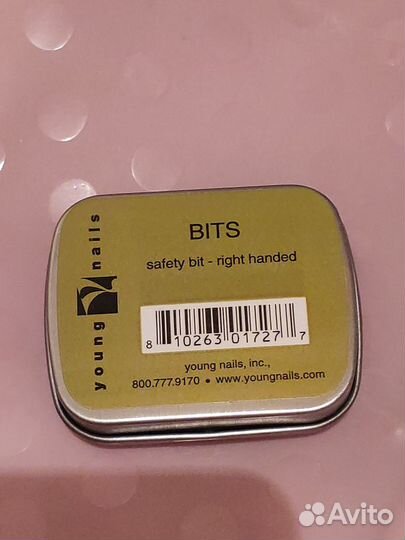 young nails
BITS
safety bit - right handed
8 10263 01727 7
young nails, inc.,
800.777.9170 • www.youngnails.com
Avito